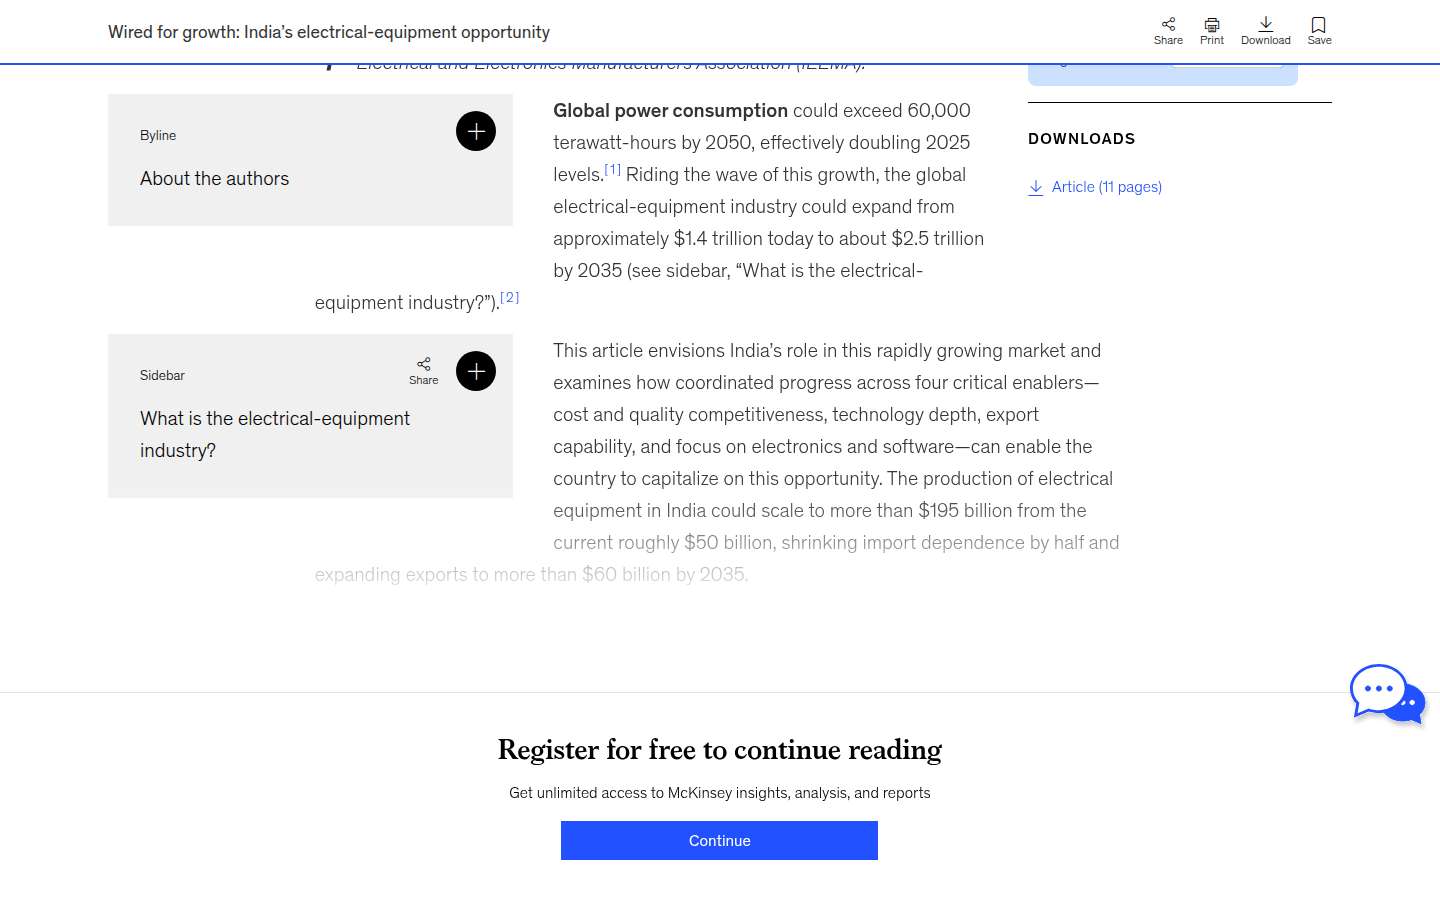 Wired for growth: India’s electrical-equipment opportunity
Share
Print
Download
Save
Electrical and Electronics Manufacturers Association (IEEMA).
Byline
About the authors
Global power consumption could exceed 60,000
terawatt-hours by 2050, effectively doubling 2025
levels.[1] Riding the wave of this growth, the global
electrical-equipment industry could expand from
approximately $1.4 trillion today to about $2.5 trillion
by 2035 (see sidebar, “What is the electrical-
equipment industry?”).[2]
DOWNLOADS
Article (11 pages)
Sidebar
Share
What is the electrical-equipment
industry?
This article envisions India’s role in this rapidly growing market and
examines how coordinated progress across four critical enablers—
cost and quality competitiveness, technology depth, export
capability, and focus on electronics and software—can enable the
country to capitalize on this opportunity. The production of electrical
equipment in India could scale to more than $195 billion from the
current roughly $50 billion, shrinking import dependence by half and
expanding exports to more than $60 billion by 2035.
Register for free to continue reading
Get unlimited access to McKinsey insights, analysis, and reports
Continue